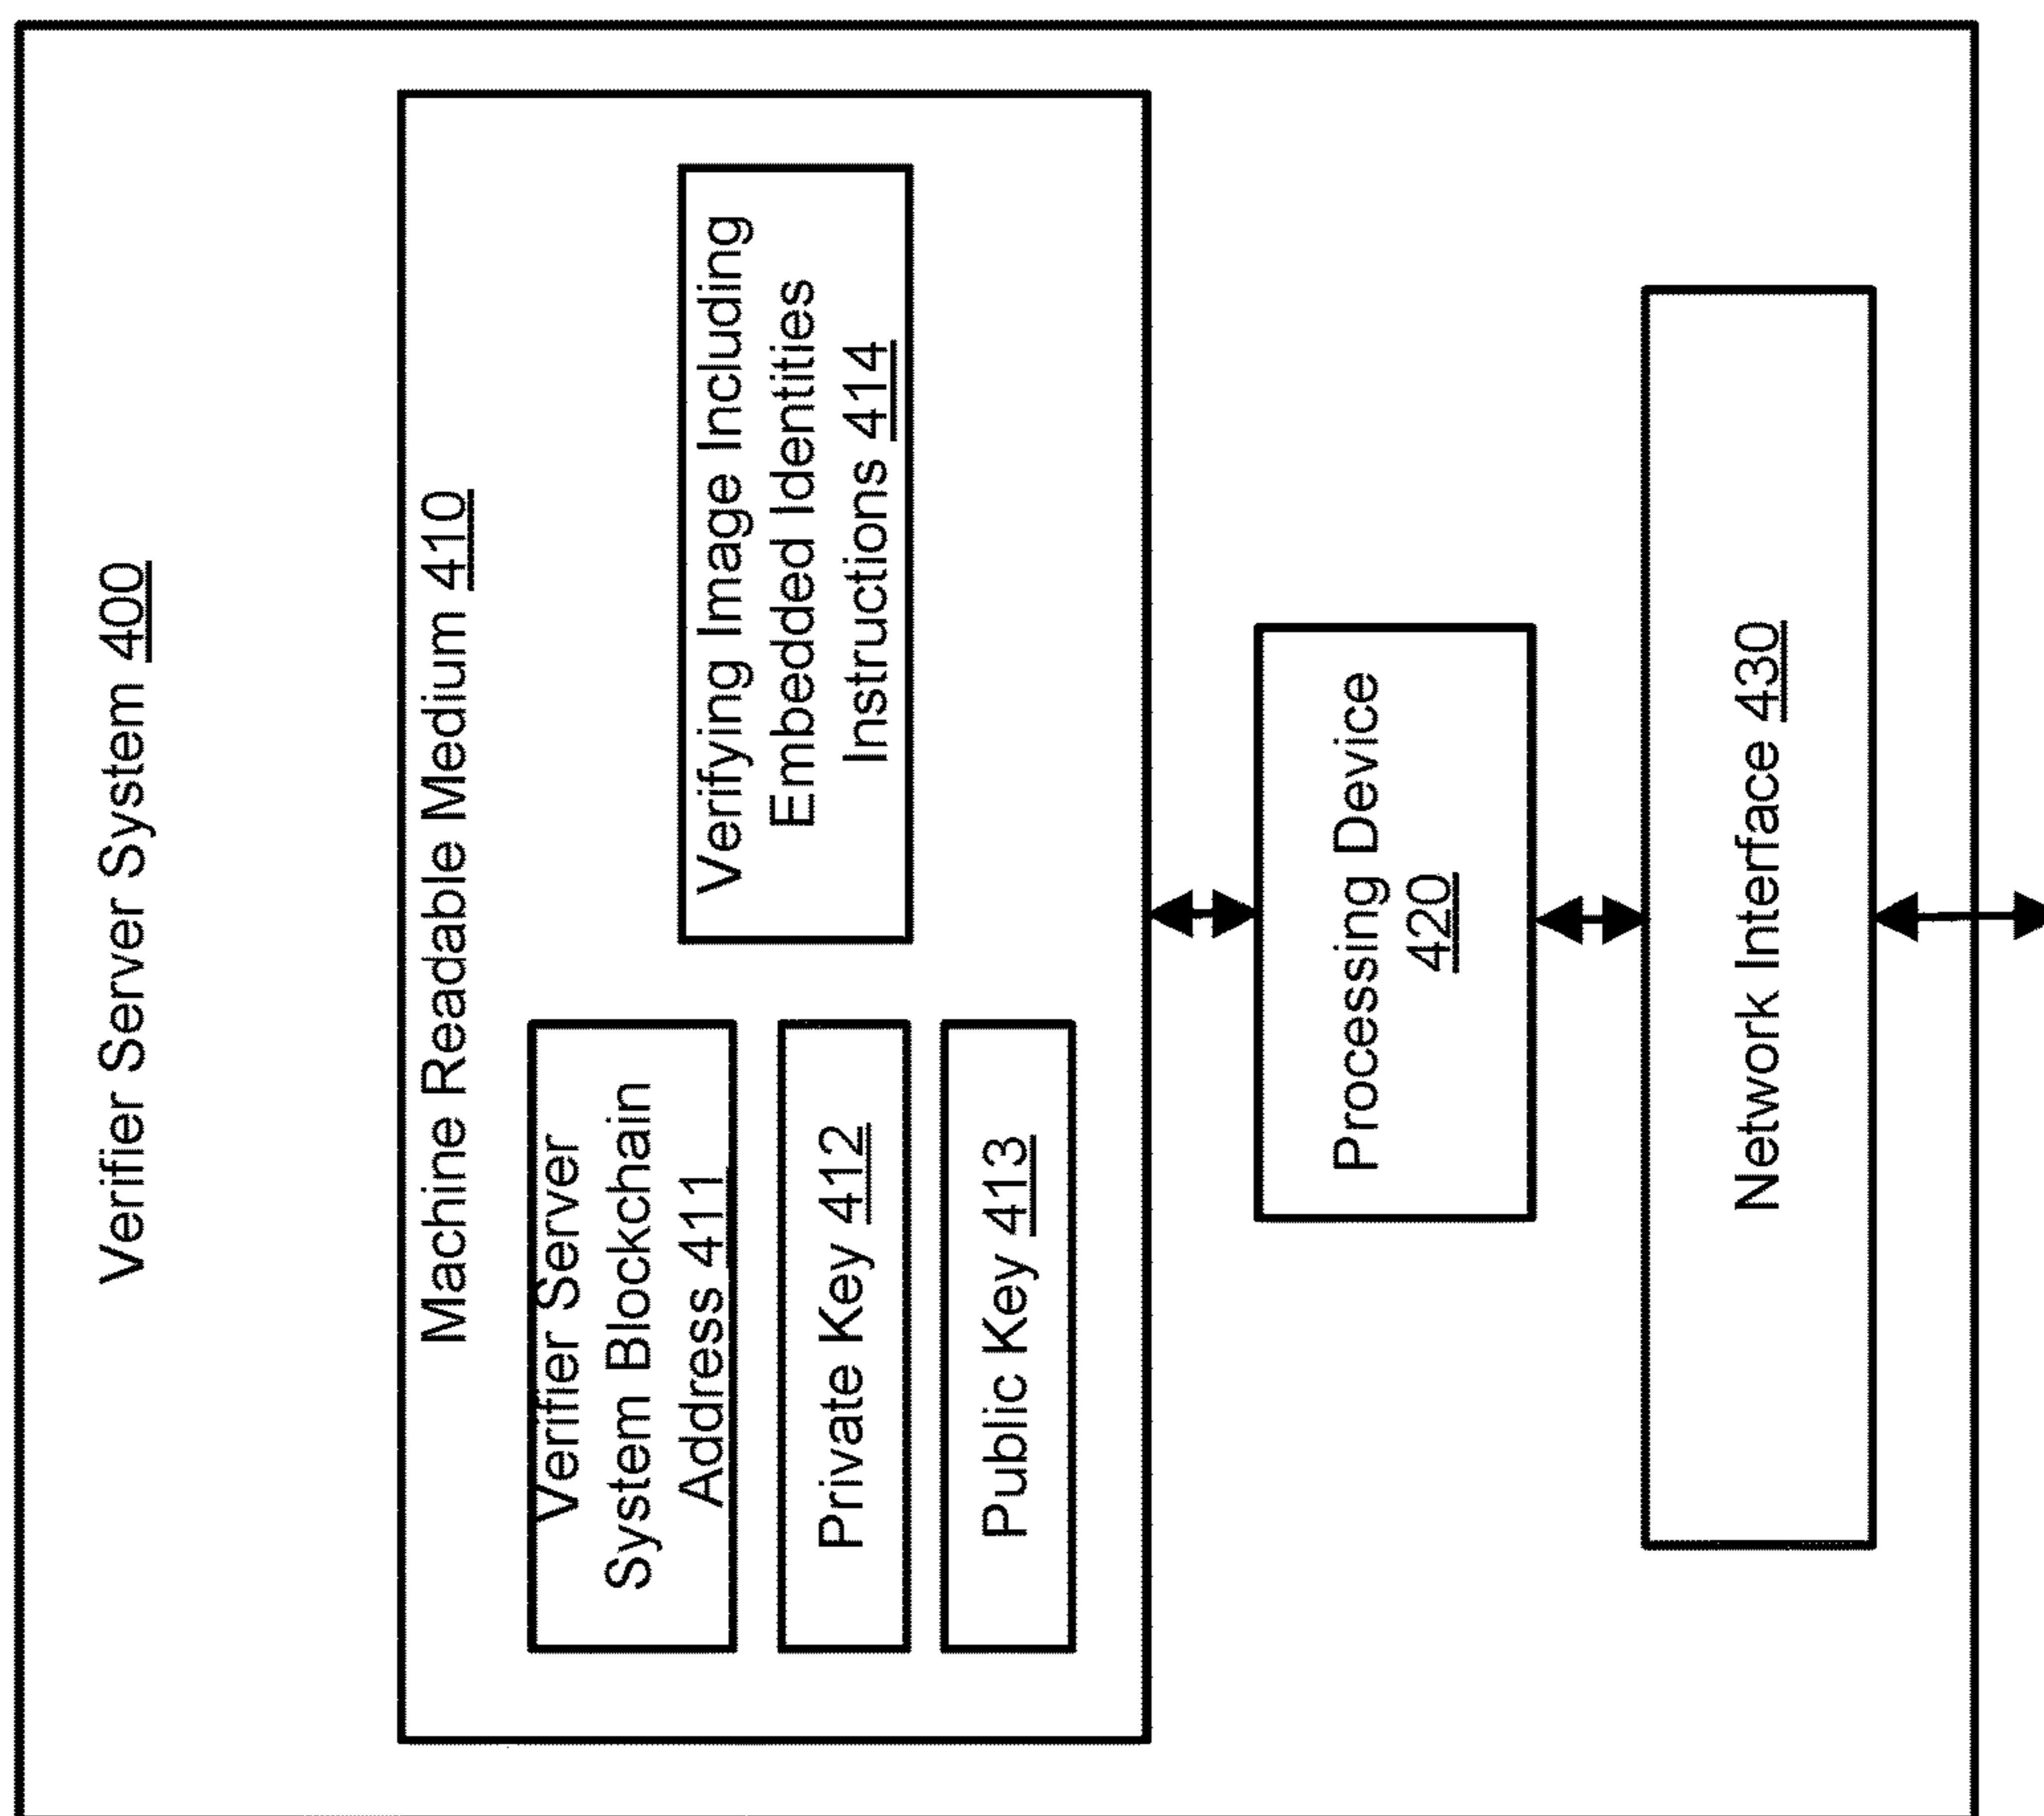 Verifier Server System 400
Machine Readable Medium 410
Verifier Server
System Blockchain
Address 411
Private Key 412
Public Key 413
Verifying Image Including
Embedded Identities
Instructions 414
Processing Device
420
Network Interface 430